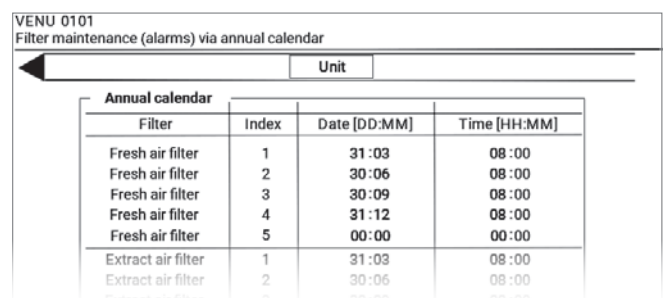 VENU 0101
Filter maintenance (alarms) via annual calendar
Unit
Annual calendar
Filter Index Date [DD:MM] Time [HH:MM]
Fresh air filter 1 31:03 08:00
Fresh air filter 2 30:06 08:00
Fresh air filter 3 30:09 08:00
Fresh air filter 4 31:12 08:00
Fresh air filter 5 00:00 00:00
Extract air filter 1 31:03 08:00
Extract air filter 2 30:06 08:00